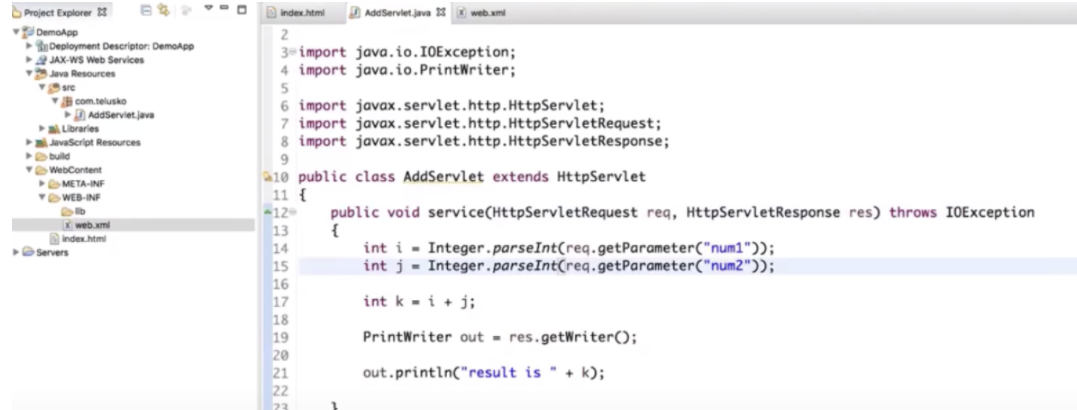 Project Explorer
DemoApp
Deployment Descriptor: DemoApp
JAX-WS Web Services
Java Resources
src
com.telusko
AddServlet.java
Libraries
JavaScript Resources
build
WebContent
META-INF
WEB-INF
lib
web.xml
index.html
Servers
index.html AddServlet.java web.xml
2
3 import java.io.IOException;
4 import java.io.PrintWriter;
5
6 import javax.servlet.http.HttpServlet;
7 import javax.servlet.http.HttpServletRequest;
8 import javax.servlet.http.HttpServletResponse;
9
10 public class AddServlet extends HttpServlet
11 {
12 public void service(HttpServletRequest req, HttpServletResponse res) throws IOException
13 {
14 int i = Integer.parseInt(req.getParameter("num1"));
15 int j = Integer.parseInt(req.getParameter("num2"));
16
17 int k = i + j;
18
19 PrintWriter out = res.getWriter();
20
21 out.println("result is " + k);
22
23 }